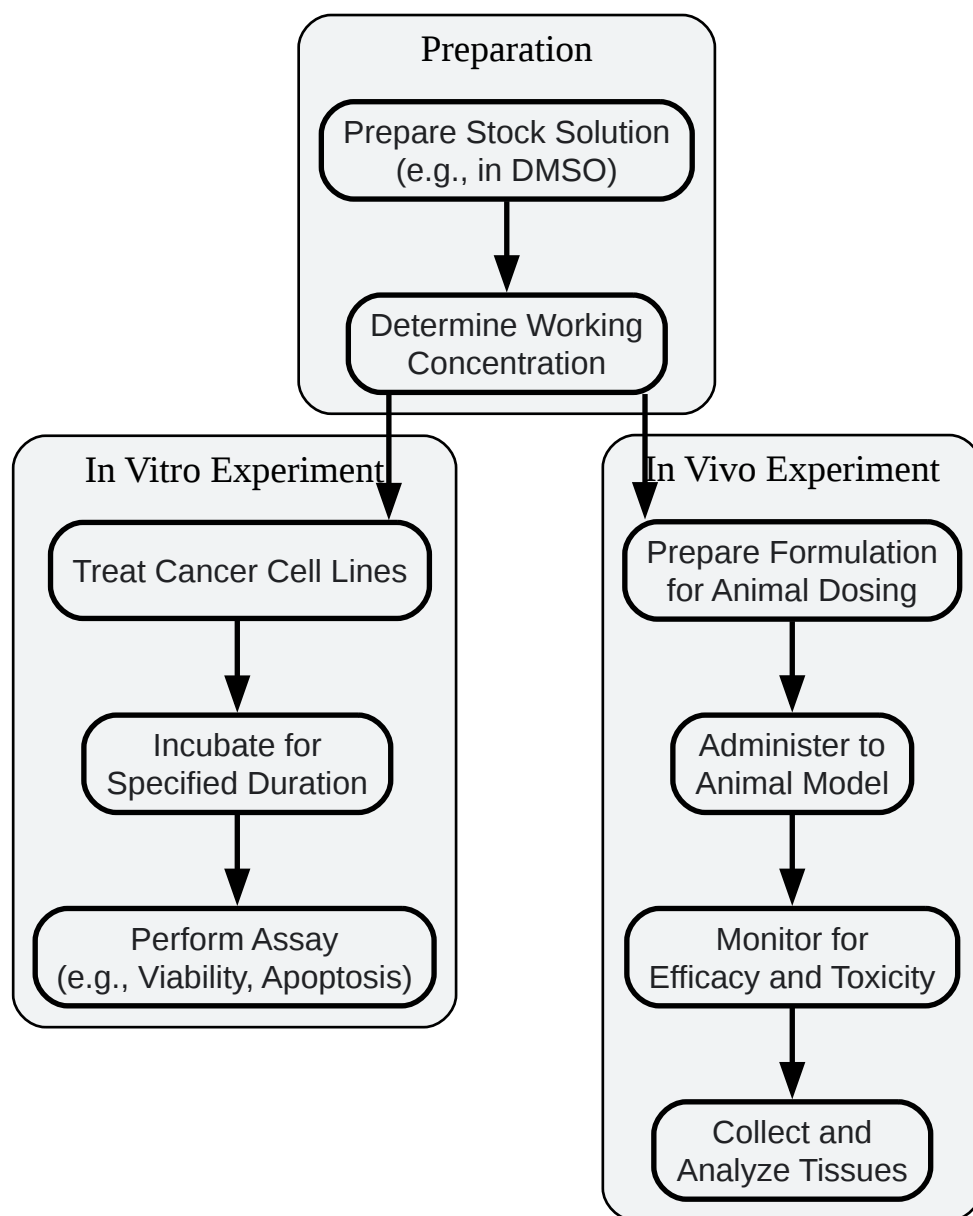 Preparation
Prepare Stock Solution
(e.g., in DMSO)
Determine Working
Concentration
In Vitro Experiment
Treat Cancer Cell Lines
Incubate for
Specified Duration
Perform Assay
(e.g., Viability, Apoptosis)
In Vivo Experiment
Prepare Formulation
for Animal Dosing
Administer to
Animal Model
Monitor for
Efficacy and Toxicity
Collect and
Analyze Tissues